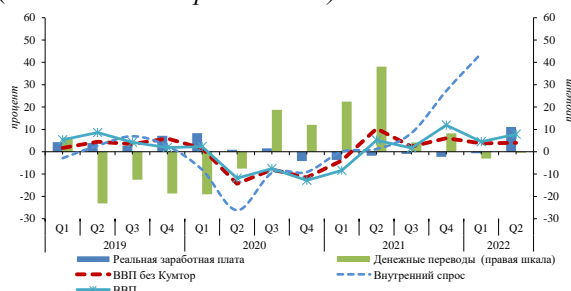 60 60
50 50
40 40
30 30
20 20
10 10
0 0
-10 -10
-20 -20
-30 -30
процент
процент
Q1 Q2 Q3 Q4 Q1 Q2 Q3 Q4 Q1 Q2 Q3 Q4 Q1 Q2
2019 2020 2021 2022
Реальная заработная плата Денежные переводы (правая шкала)
ВВП без Кумтор Внутренний спрос
ВВП